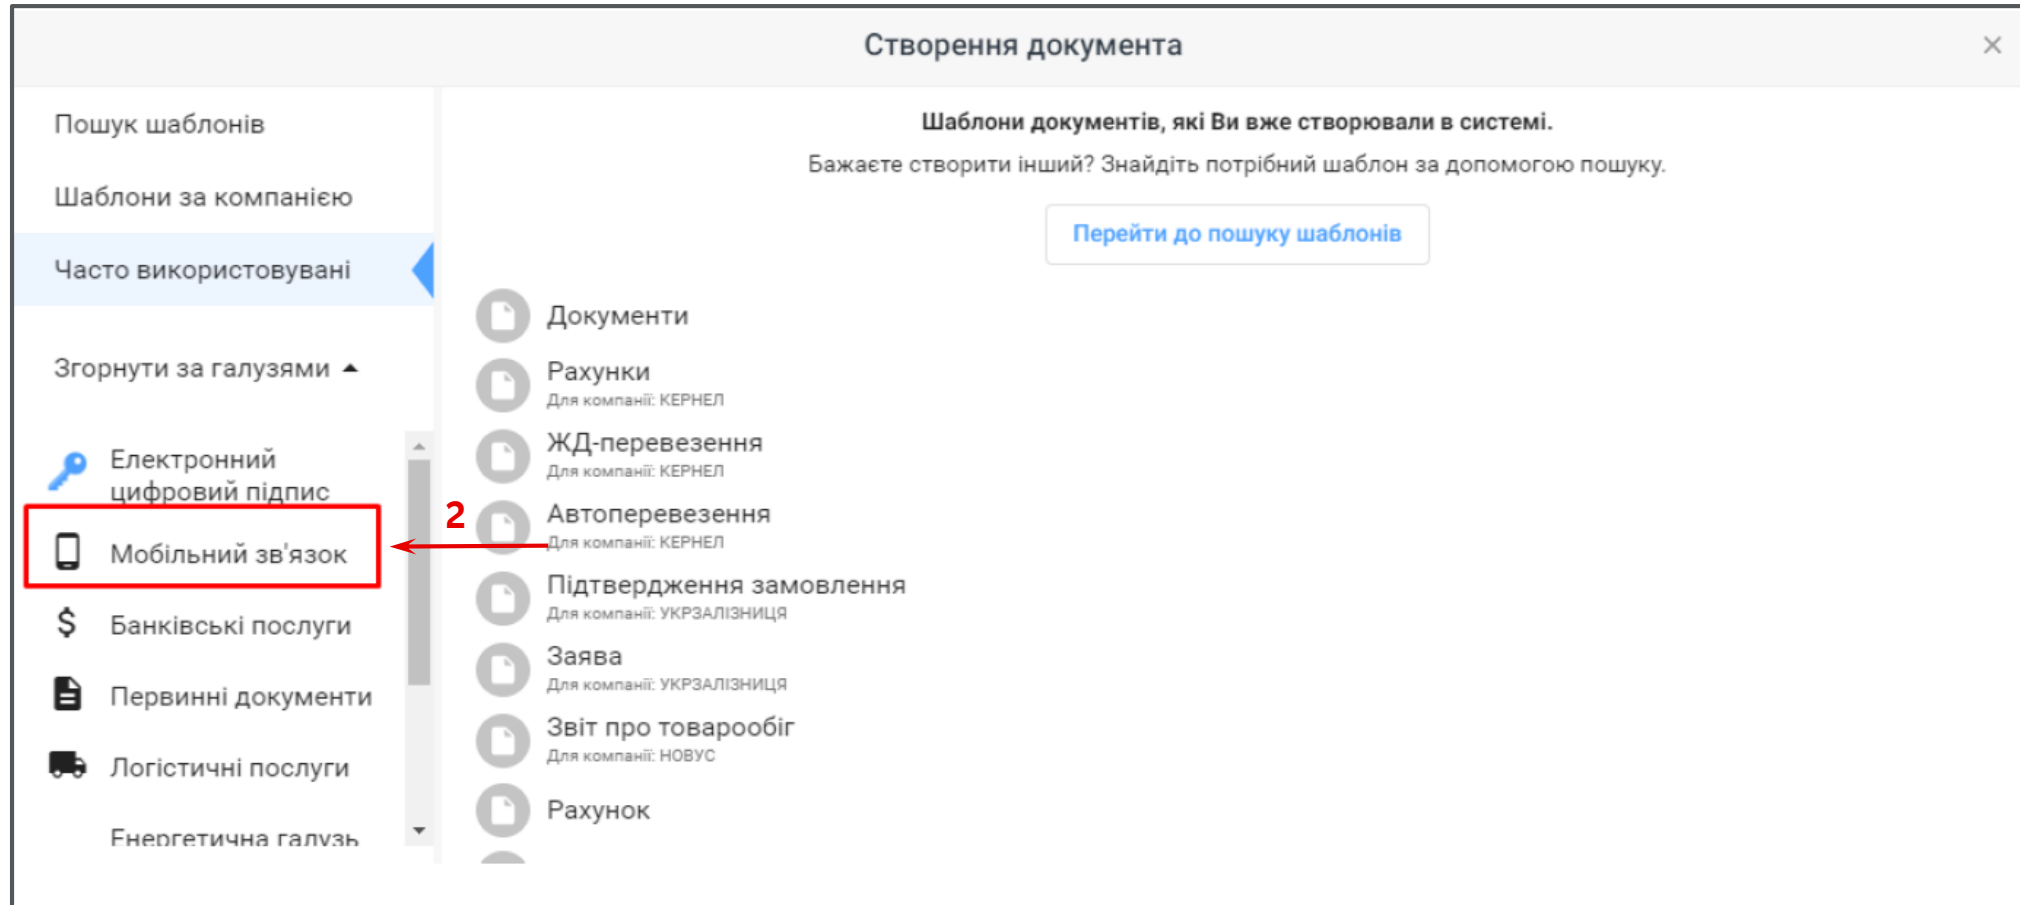 Створення документа
Пошук шаблонів
Шаблони за компанією
Часто використовувані
Згорнути за галузями
Електронний
цифровий підпис
Мобільний зв'язок
Банківські послуги
Первинні документи
Логістичні послуги
Енергетична галузь
2
Шаблони документів, які Ви вже створювали в системі.
Бажаєте створити інший? Знайдіть потрібний шаблон за допомогою пошуку.
Перейти до пошуку шаблонів
Документи
Рахунки
Для компанії: КЕРНЕЛ
ЖД-перевезення
Для компанії: КЕРНЕЛ
Автоперевезення
Для компанії: КЕРНЕЛ
Підтвердження замовлення
Для компанії: УКРЗАЛІЗНИЦЯ
Заява
Для компанії: УКРЗАЛІЗНИЦЯ
Звіт про товарообіг
Для компанії: НОВУС
Рахунок